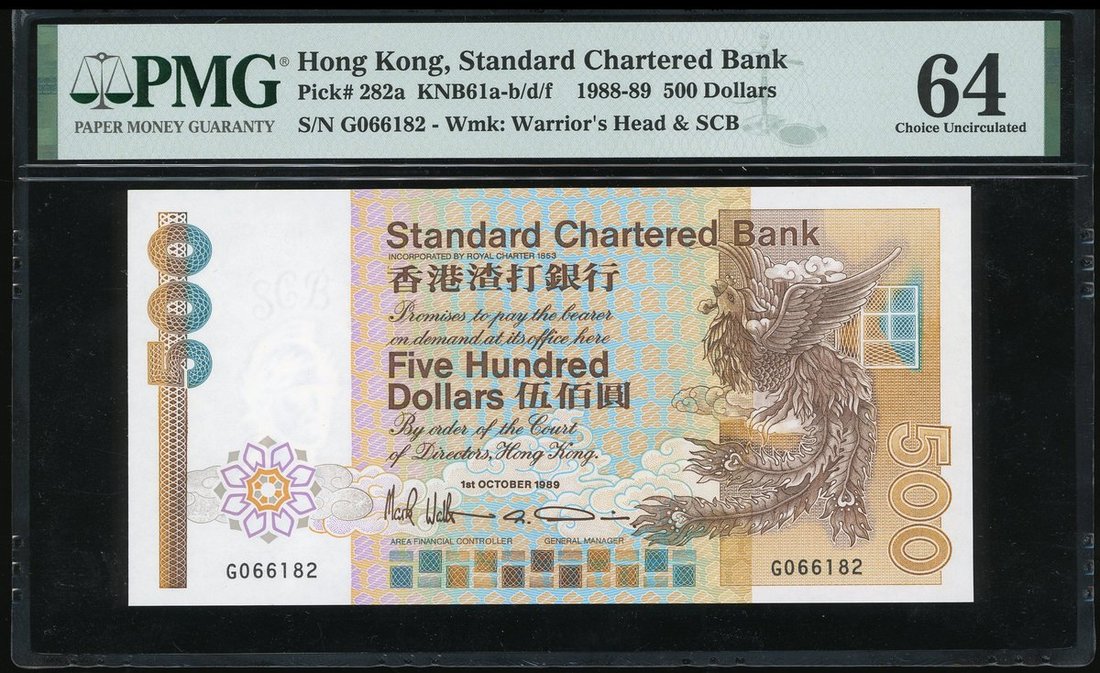 PMG®
PAPER MONEY GUARANTY
Hong Kong, Standard Chartered Bank
Pick# 282a KNB61a-b/d/f 1988-89 500 Dollars
S/N G066182 - Wmk: Warrior's Head & SCB
64
Choice Uncirculated
500
SCB
Standard Chartered Bank
INCORPORATED BY ROYAL CHARTER 1853
香港渣打銀行
Promises to pay the bearer
on demand at its office here
Five Hundred
Dollars 伍佰圓
By order of the Court
of Directors, Hong Kong.
1st OCTOBER 1989
AREA FINANCIAL CONTROLLER GENERAL MANAGER
G066182
G066182
500